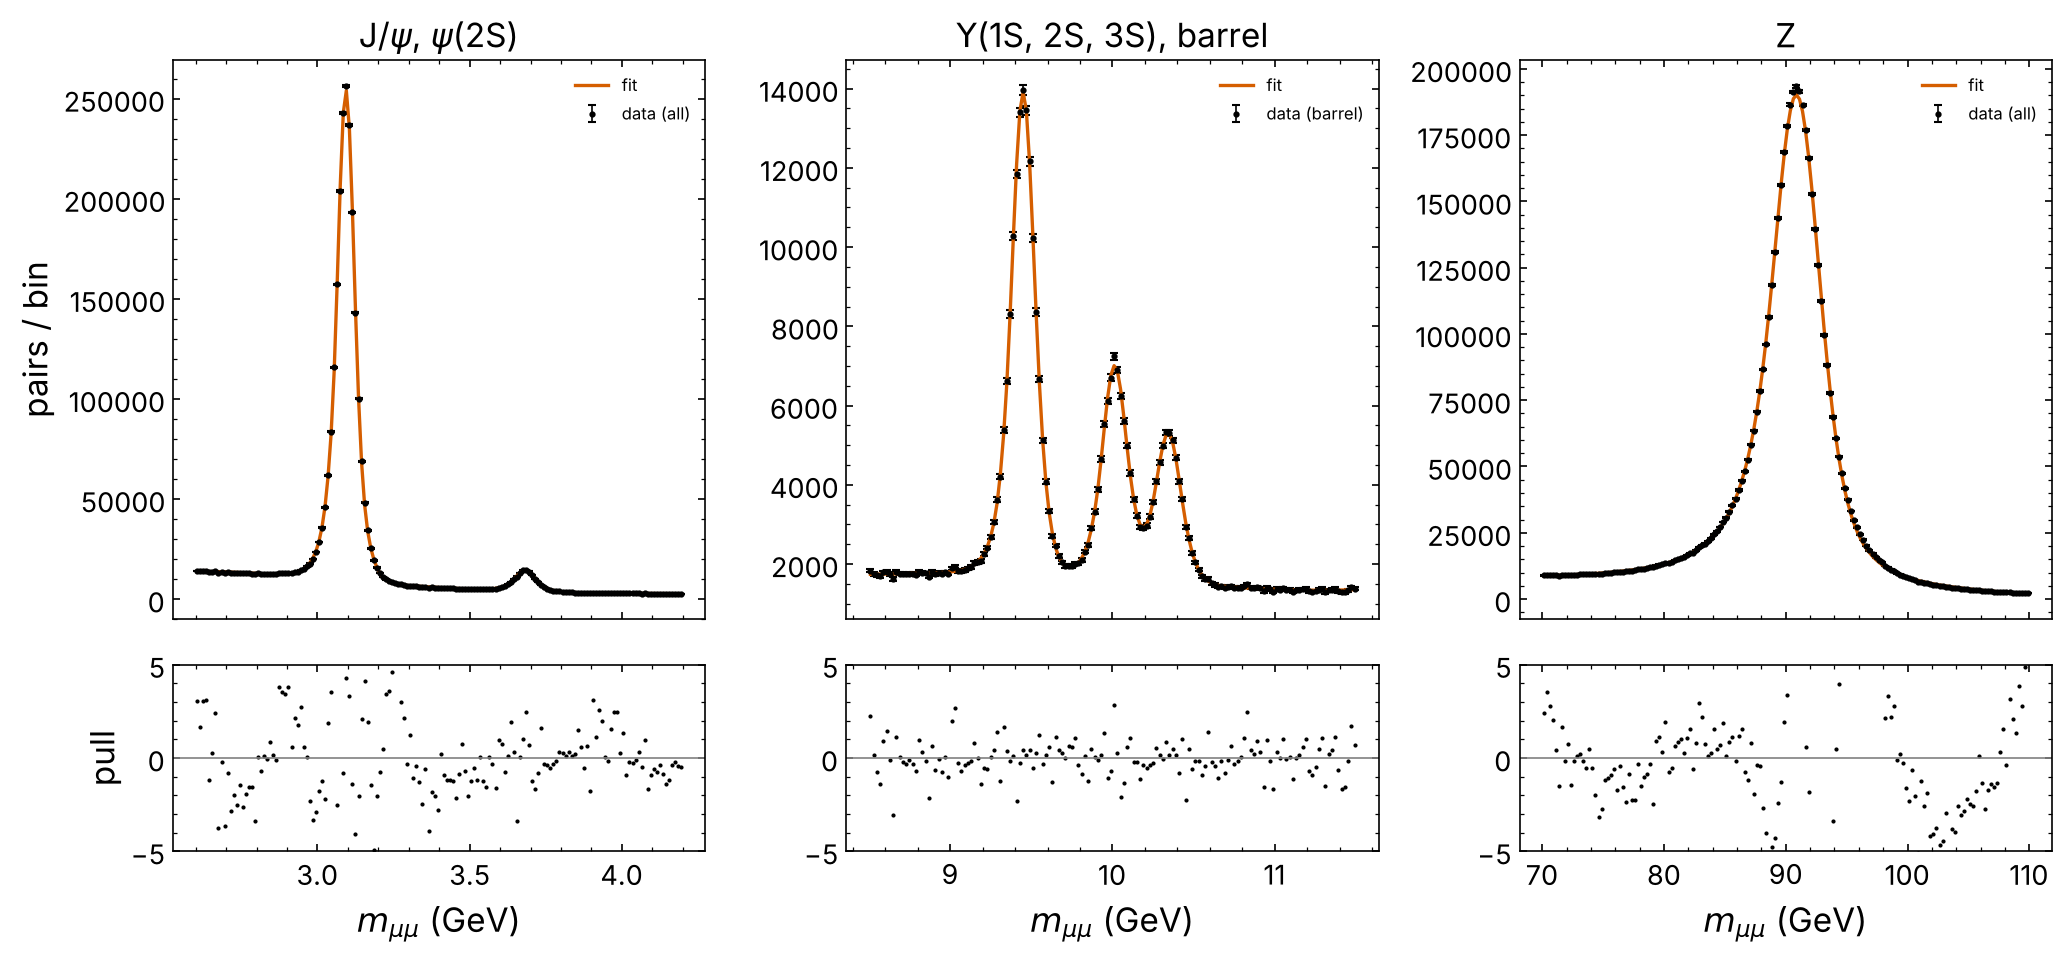 J/ψ, ψ(2S)
fit
data (all)
pairs / bin
250000
200000
150000
100000
50000
0
pull
5
0
−5
3.0 3.5 4.0
mμμ (GeV)
Y(1S, 2S, 3S), barrel
fit
data (barrel)
14000
12000
10000
8000
6000
4000
2000
5
0
−5
9 10 11
mμμ (GeV)
Z
fit
data (all)
200000
175000
150000
125000
100000
75000
50000
25000
0
5
0
−5
70 80 90 100 110
mμμ (GeV)